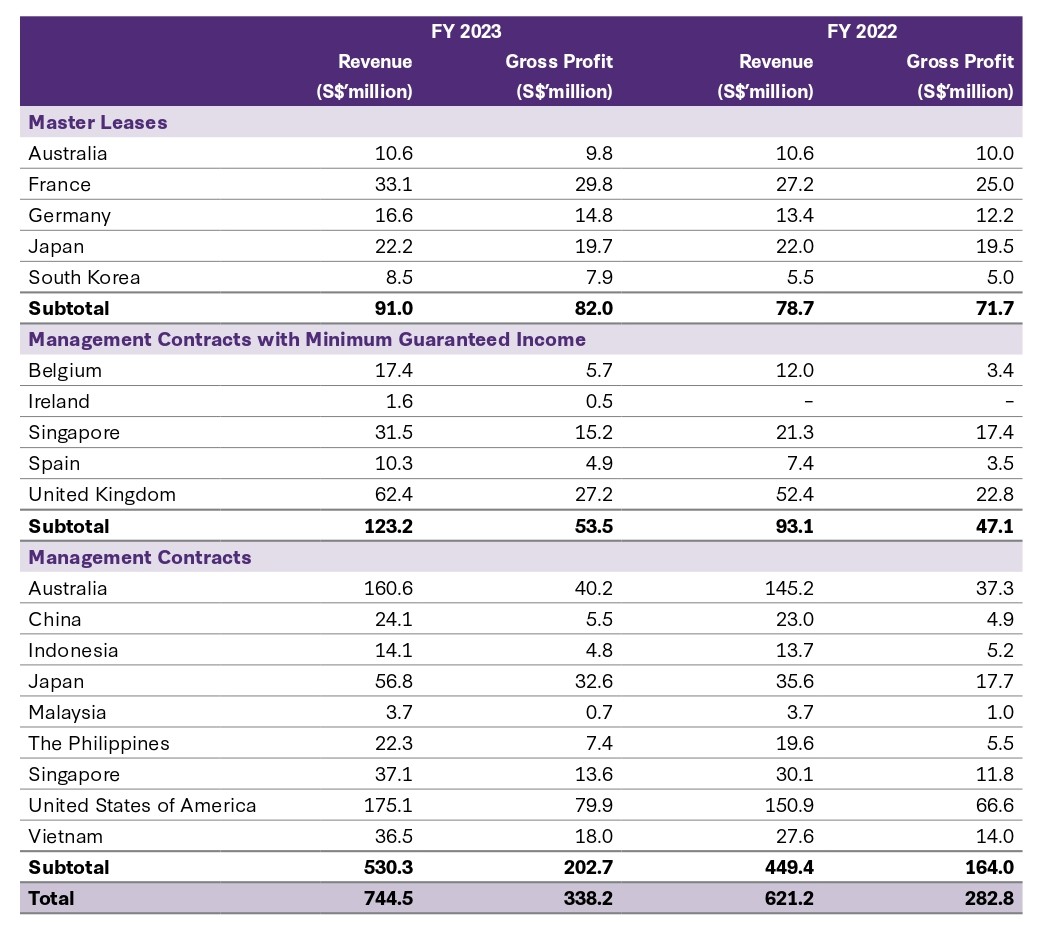 FY 2023 FY 2022
Revenue Gross Profit Revenue Gross Profit
(S$'million) (S$'million) (S$'million) (S$'million)
Master Leases
Australia 10.6 9.8 10.6 10.0
France 33.1 29.8 27.2 25.0
Germany 16.6 14.8 13.4 12.2
Japan 22.2 19.7 22.0 19.5
South Korea 8.5 7.9 5.5 5.0
Subtotal 91.0 82.0 78.7 71.7
Management Contracts with Minimum Guaranteed Income
Belgium 17.4 5.7 12.0 3.4
Ireland 1.6 0.5 – –
Singapore 31.5 15.2 21.3 17.4
Spain 10.3 4.9 7.4 3.5
United Kingdom 62.4 27.2 52.4 22.8
Subtotal 123.2 53.5 93.1 47.1
Management Contracts
Australia 160.6 40.2 145.2 37.3
China 24.1 5.5 23.0 4.9
Indonesia 14.1 4.8 13.7 5.2
Japan 56.8 32.6 35.6 17.7
Malaysia 3.7 0.7 3.7 1.0
The Philippines 22.3 7.4 19.6 5.5
Singapore 37.1 13.6 30.1 11.8
United States of America 175.1 79.9 150.9 66.6
Vietnam 36.5 18.0 27.6 14.0
Subtotal 530.3 202.7 449.4 164.0
Total 744.5 338.2 621.2 282.8